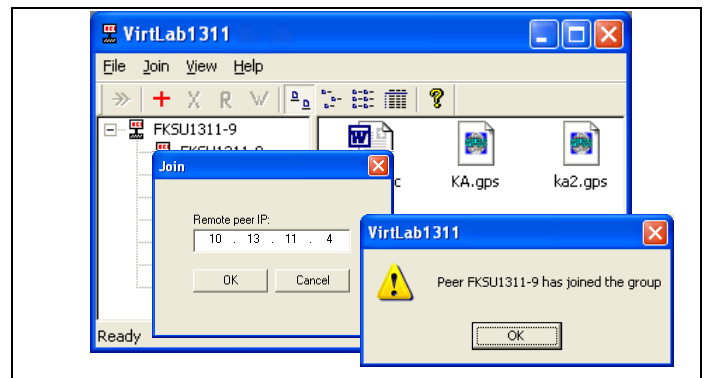 VirtLab1311
File Join View Help
X R W
FKSU1311-9
KA.gps
ka2.gps
Join
Remote peer IP:
10 . 13 . 11 . 4
OK
Cancel
VirtLab1311
Peer FKSU1311-9 has joined the group
OK
Ready